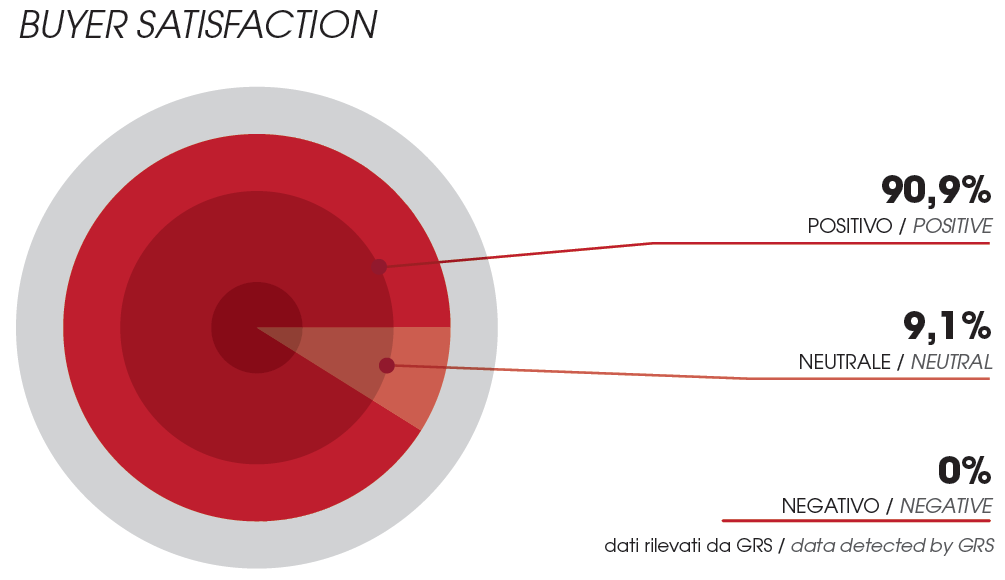 BUYER SATISFACTION
90,9%
POSITIVO / POSITIVE
9,1%
NEUTRALE / NEUTRAL
0%
NEGATIVO / NEGATIVE
dati rilevati da GRS / data detected by GRS